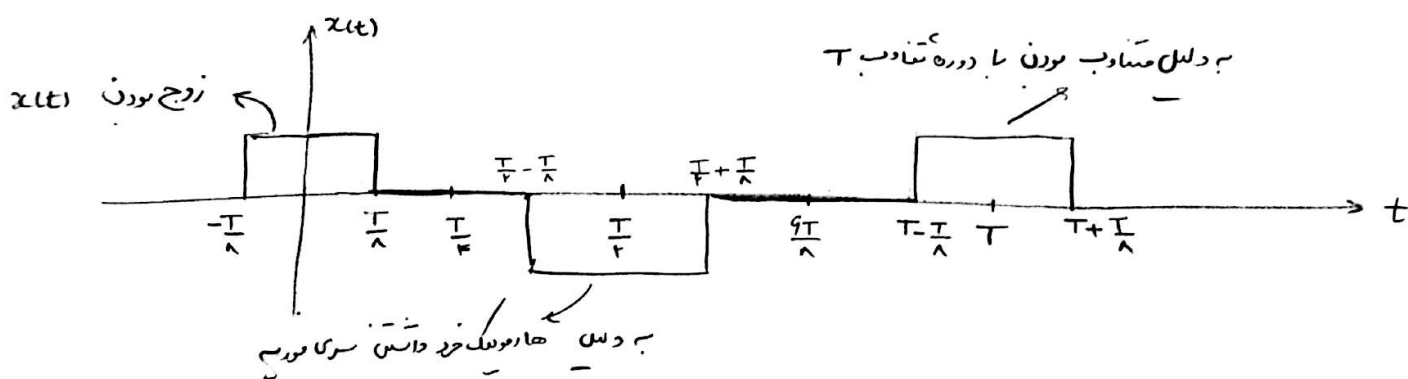 x(t)
به دلیل متناوب بودن با دوره تناوب T
x(t) زوج بودن
T/۲ - T/۸
T/۴ + T/۸
-T/۸
T/۸
T/۴
T/۲
۶T/۸
T - T/۸
T
T + T/۸
t
به دلیل هارمونیک فرد داشتن سری فوریه